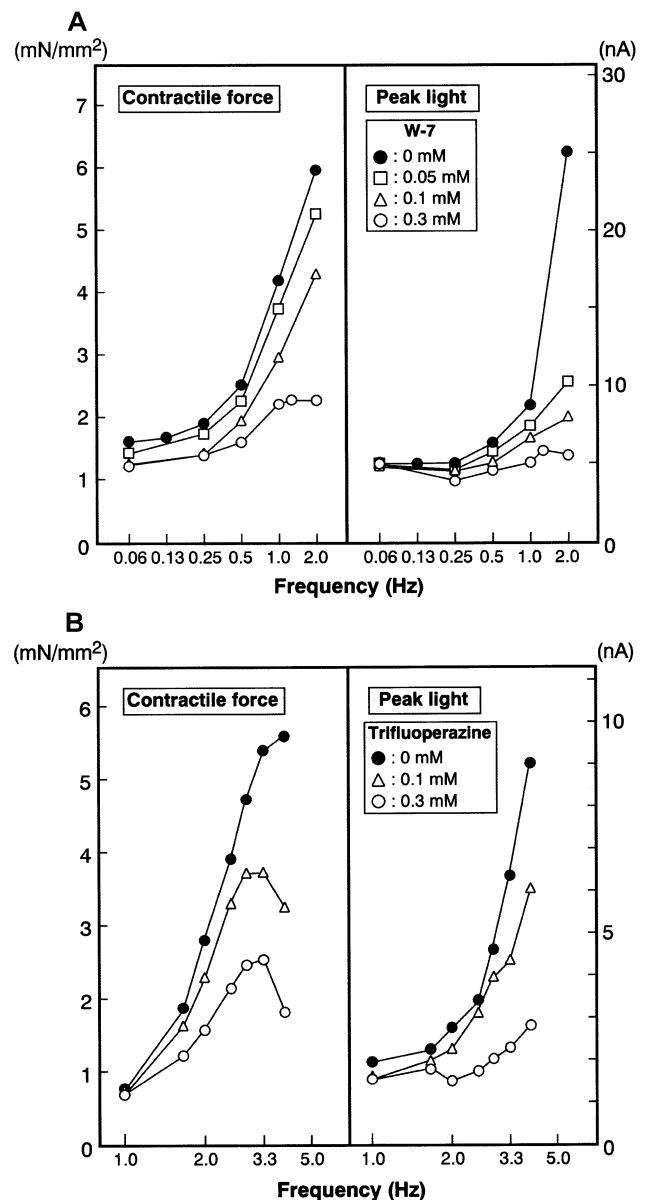 A
(mN/mm²) (nA)
Contractile force Peak light
W-7
● : 0 mM
□ : 0.05 mM
△ : 0.1 mM
○ : 0.3 mM
7
6
5
4
3
2
1
0
30
20
10
0
0.06 0.13 0.25 0.5 1.0 2.0 0.06 0.13 0.25 0.5 1.0 2.0
Frequency (Hz)
B
(mN/mm²) (nA)
Contractile force Peak light
Trifluoperazine
● : 0 mM
△ : 0.1 mM
○ : 0.3 mM
6
5
4
3
2
1
0
10
5
0
1.0 2.0 3.3 5.0 1.0 2.0 3.3 5.0
Frequency (Hz)